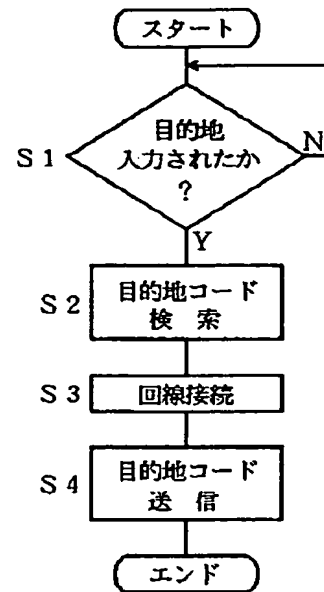 スタート
S1
目的地
入力されたか
?
N
Y
S2
目的地コード
検 索
S3
回線接続
S4
目的地コード
送 信
エンド